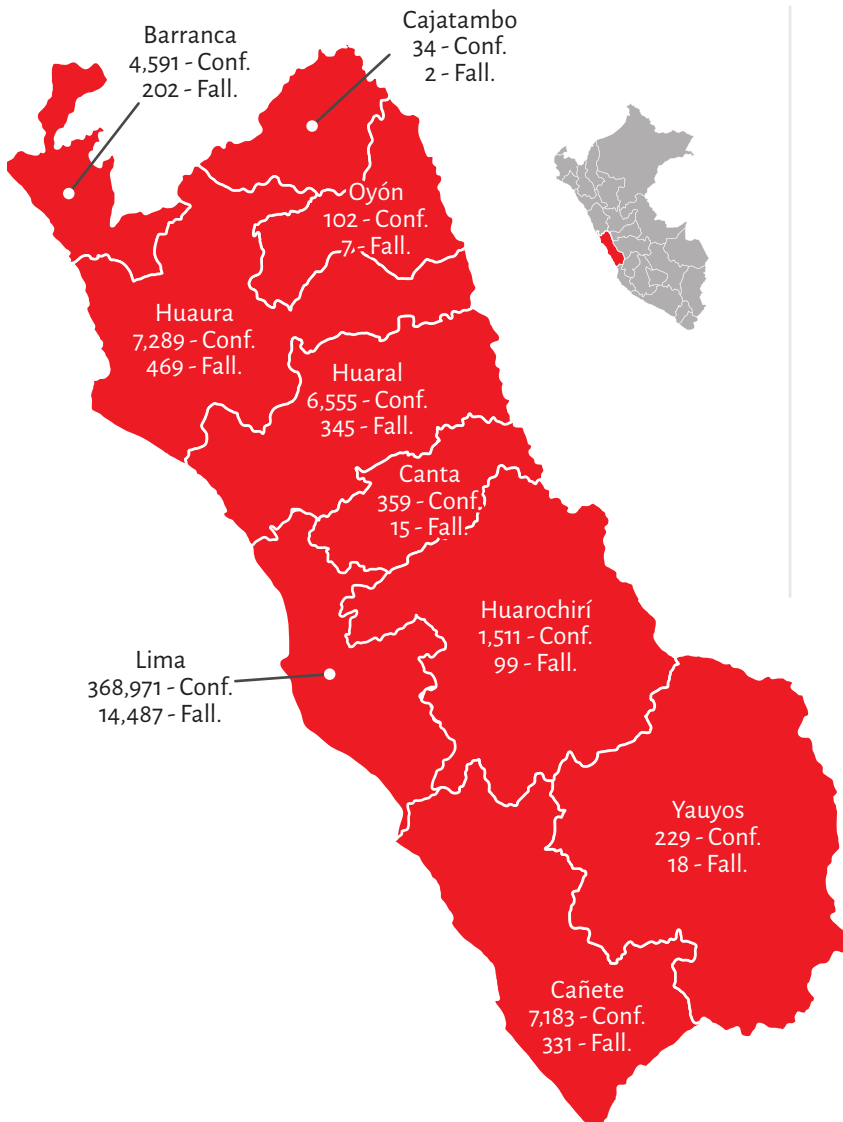 Barranca
4,591 - Conf.
202 - Fall.
Cajatambo
34 - Conf.
2 - Fall.
Oyón
102 - Conf.
7 - Fall.
Huaura
7,289 - Conf.
469 - Fall.
Huaral
6,555 - Conf.
345 - Fall.
Canta
359 - Conf.
15 - Fall.
Huarochirí
1,511 - Conf.
99 - Fall.
Lima
368,971 - Conf.
14,487 - Fall.
Yauyos
229 - Conf.
18 - Fall.
Cañete
7,183 - Conf.
331 - Fall.